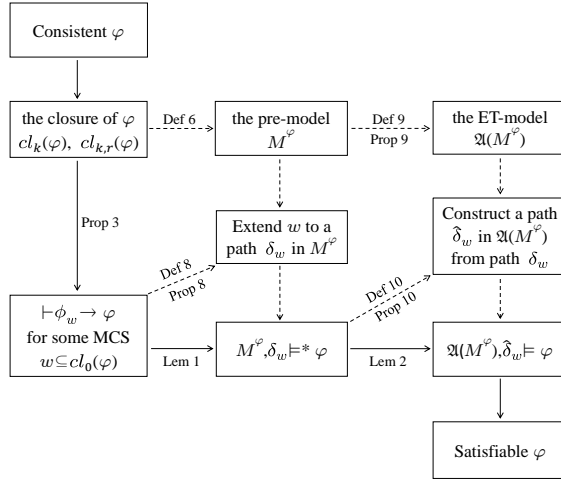 Consistent φ
the closure of φ
cl_k(φ), cl_{k,r}(φ)
Def 6
the pre-model
M^φ
Def 9
Prop 9
the ET-model
𝔄(M^φ)
Prop 3
Extend w to a
path δ_w in M^φ
Construct a path
δ̂_w in 𝔄(M^φ)
from path δ_w
Def 8
Prop 8
Def 10
Prop 10
⊢ϕ_w → φ
for some MCS
w⊆cl_0(φ)
Lem 1
M^φ,δ_w⊨* φ
Lem 2
𝔄(M^φ),δ̂_w⊨ φ
Satisfiable φ